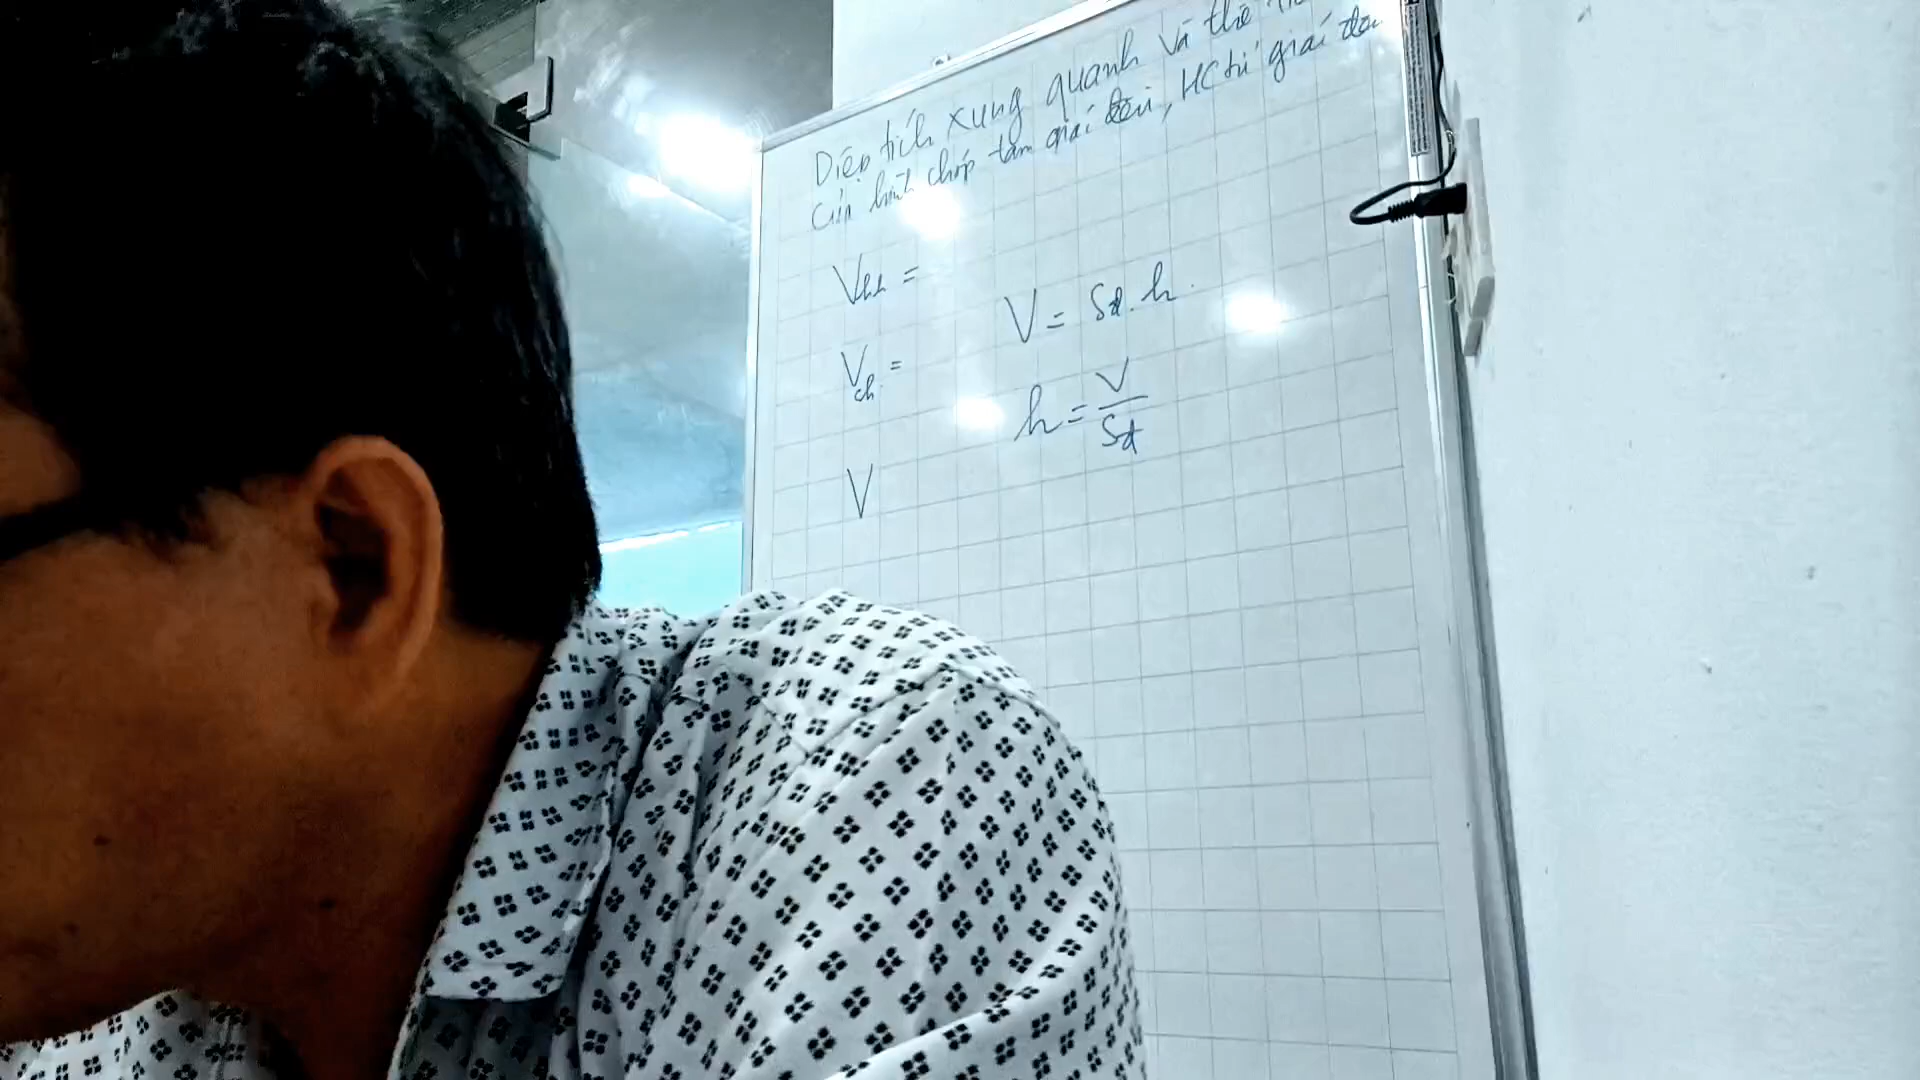 Diện tích xung quanh và thể
của hình chóp tam giác đều, HC tứ giác đều
Vhh =
V = Sđ. h.
Vch =
h = V/Sđ
V